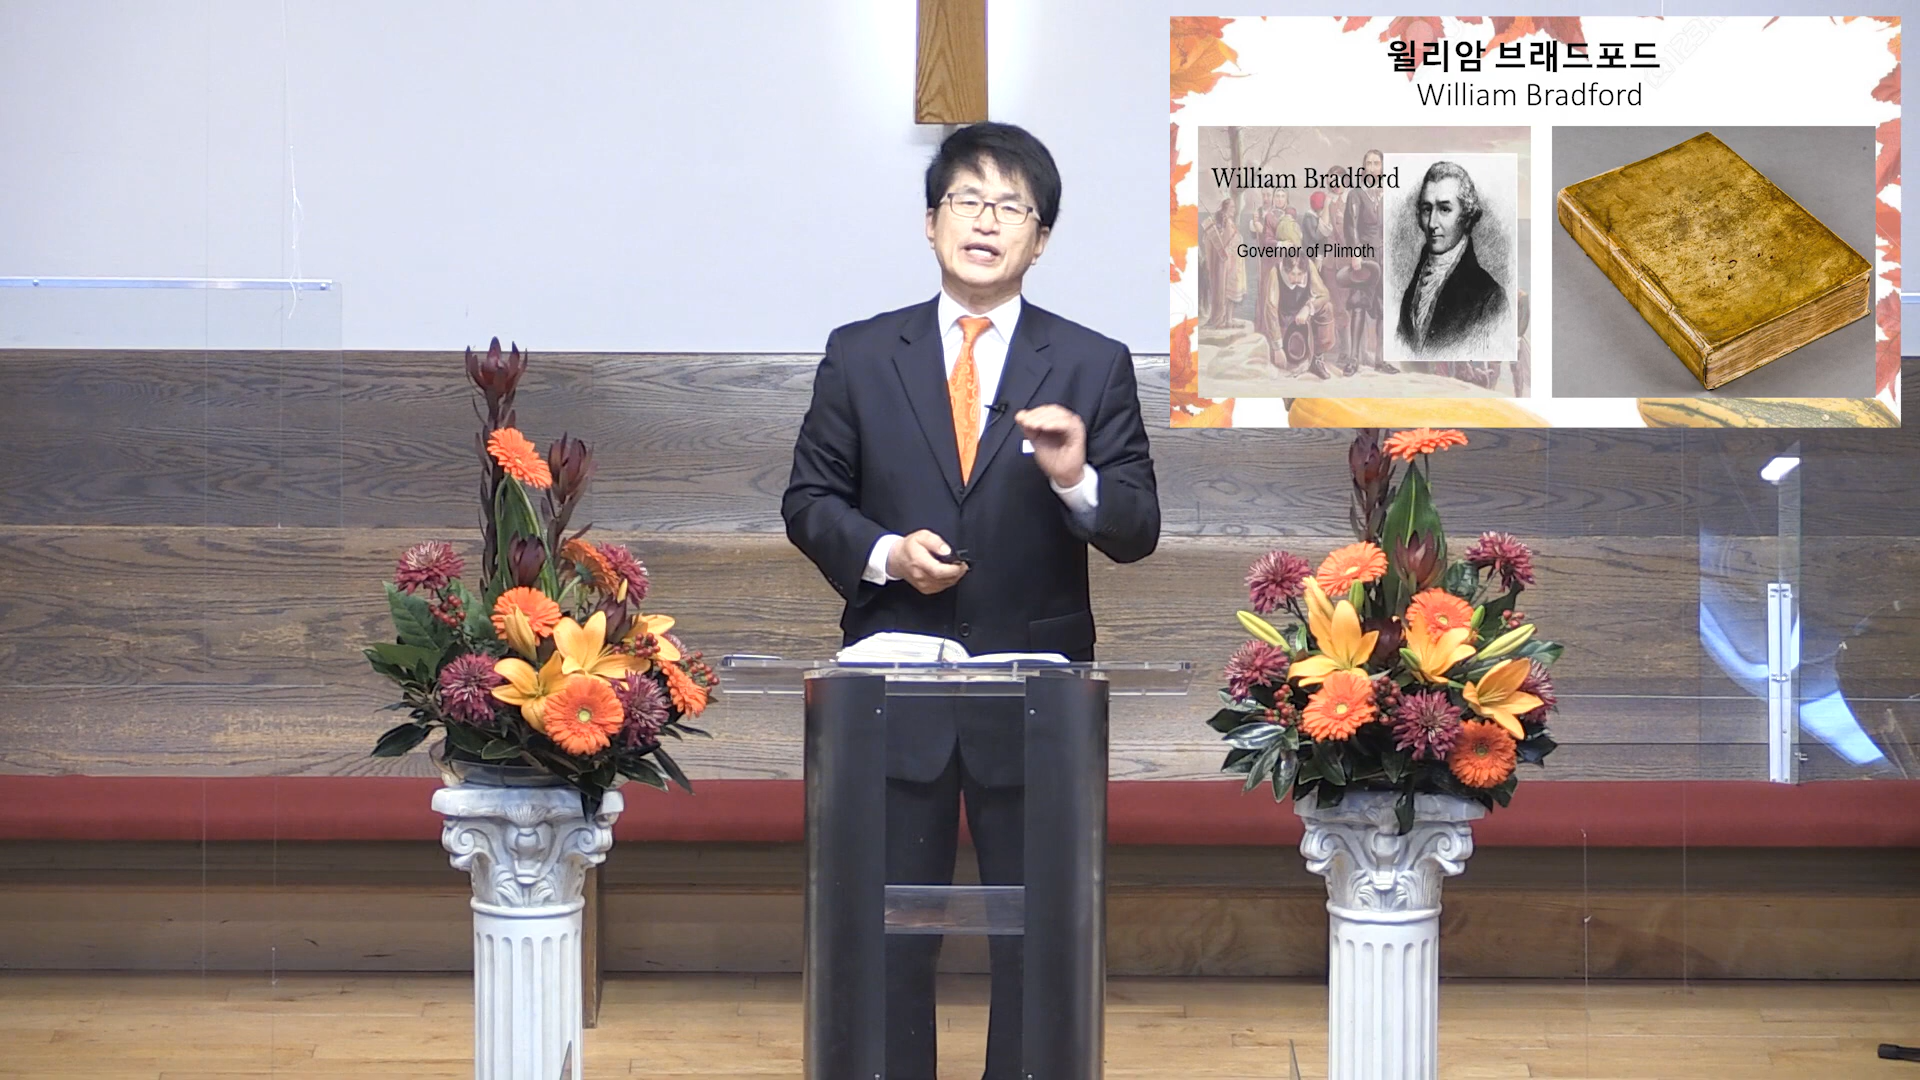 윌리암 브래드포드
William Bradford
William Bradford
Governor of Plimoth